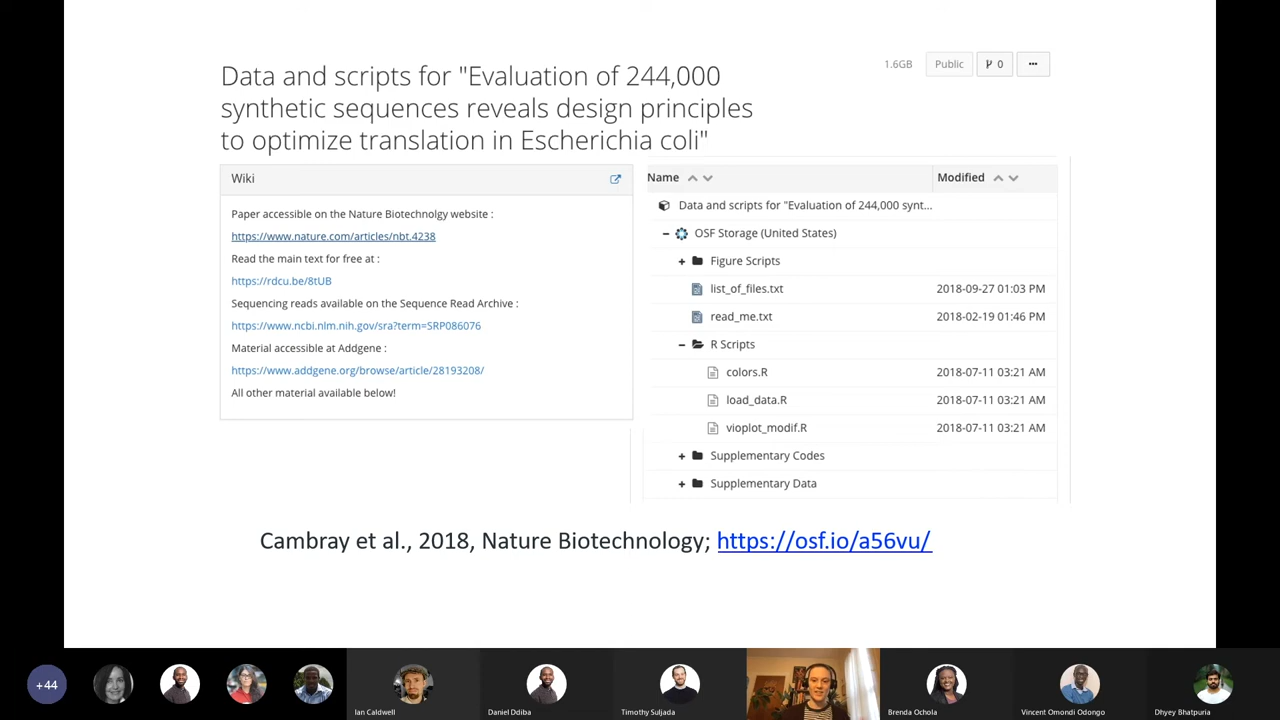 1.6GB Public 0 ...
Data and scripts for "Evaluation of 244,000
synthetic sequences reveals design principles
to optimize translation in Escherichia coli"
Wiki
Paper accessible on the Nature Biotechnolgy website :
https://www.nature.com/articles/nbt.4238
Read the main text for free at :
https://rdcu.be/8tUB
Sequencing reads available on the Sequence Read Archive :
https://www.ncbi.nlm.nih.gov/sra?term=SRP086076
Material accessible at Addgene :
https://www.addgene.org/browse/article/28193208/
All other material available below!
Name Modified
Data and scripts for "Evaluation of 244,000 synt...
OSF Storage (United States)
Figure Scripts
list_of_files.txt 2018-09-27 01:03 PM
read_me.txt 2018-02-19 01:46 PM
R Scripts
colors.R 2018-07-11 03:21 AM
load_data.R 2018-07-11 03:21 AM
vioplot_modif.R 2018-07-11 03:21 AM
Supplementary Codes
Supplementary Data
Cambray et al., 2018, Nature Biotechnology; https://osf.io/a56vu/
+44
Ian Caldwell
Daniel Ddiba
Timothy Suljada
Brenda Ochola
Vincent Omondi Odongo
Dhyey Bhatpuria